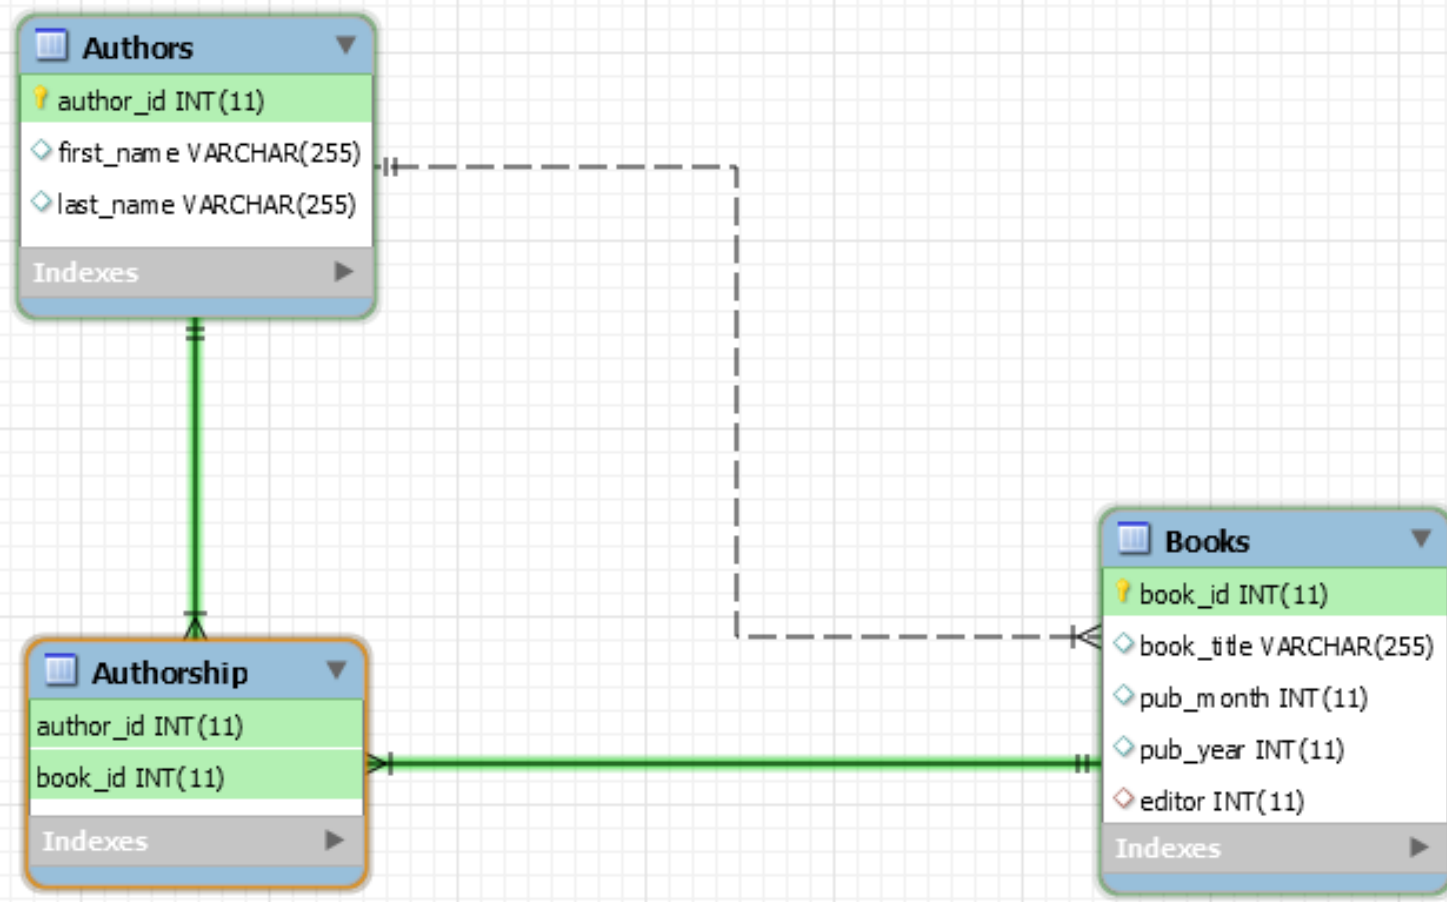 Authors
author_id INT(11)
first_name VARCHAR(255)
last_name VARCHAR(255)
Indexes
Authorship
author_id INT(11)
book_id INT(11)
Indexes
Books
book_id INT(11)
book_title VARCHAR(255)
pub_month INT(11)
pub_year INT(11)
editor INT(11)
Indexes